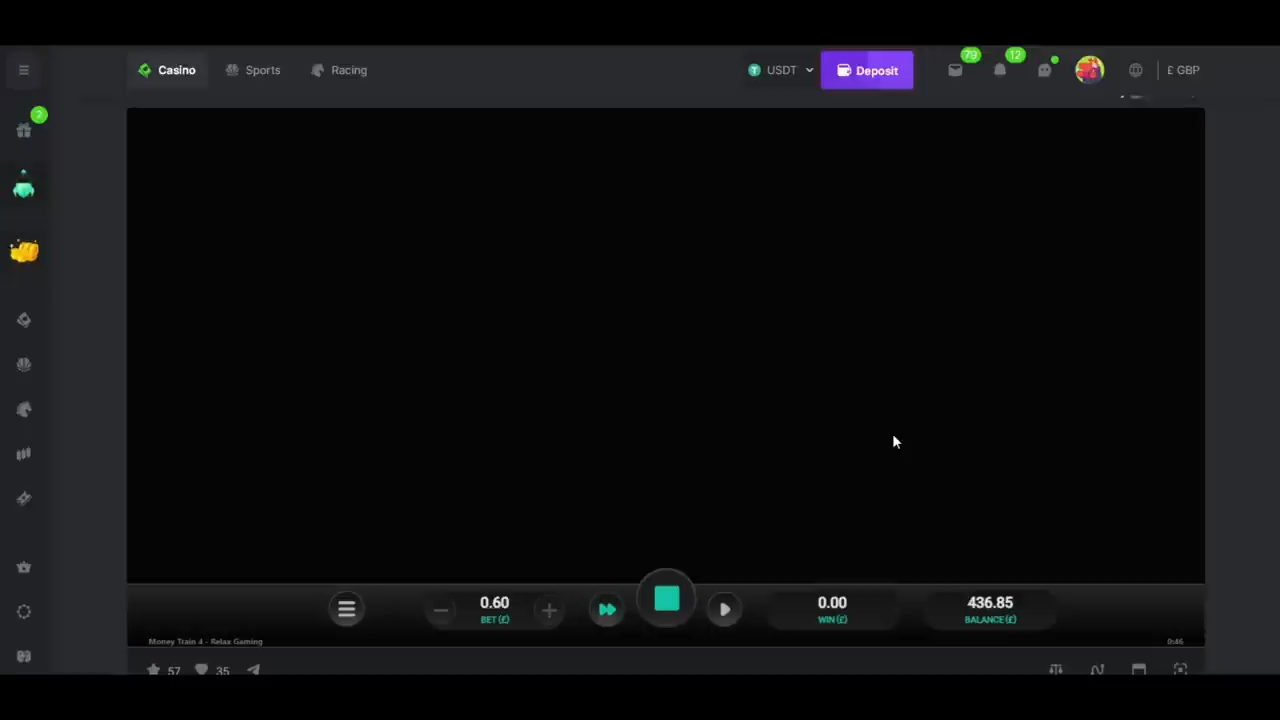 Casino Sports Racing USDT Deposit 79 12 £ GBP
2
0.60 0.00 436.85
BET (£) WIN (£) BALANCE (£)
Money Train 4 - Relax Gaming 0:46
57 35